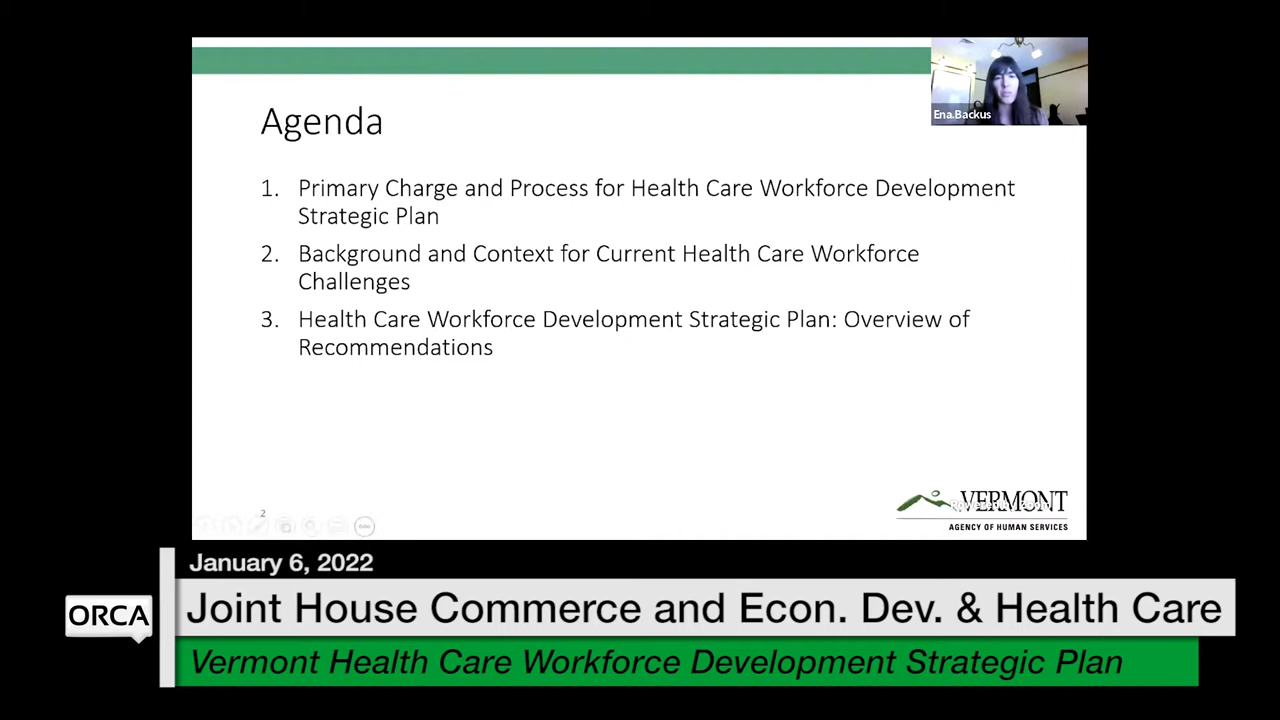 Ena.Backus
Agenda
1. Primary Charge and Process for Health Care Workforce Development
Strategic Plan
2. Background and Context for Current Health Care Workforce
Challenges
3. Health Care Workforce Development Strategic Plan: Overview of
Recommendations
2
VERMONT
AGENCY OF HUMAN SERVICES
January 6, 2022
ORCA
Joint House Commerce and Econ. Dev. & Health Care
Vermont Health Care Workforce Development Strategic Plan